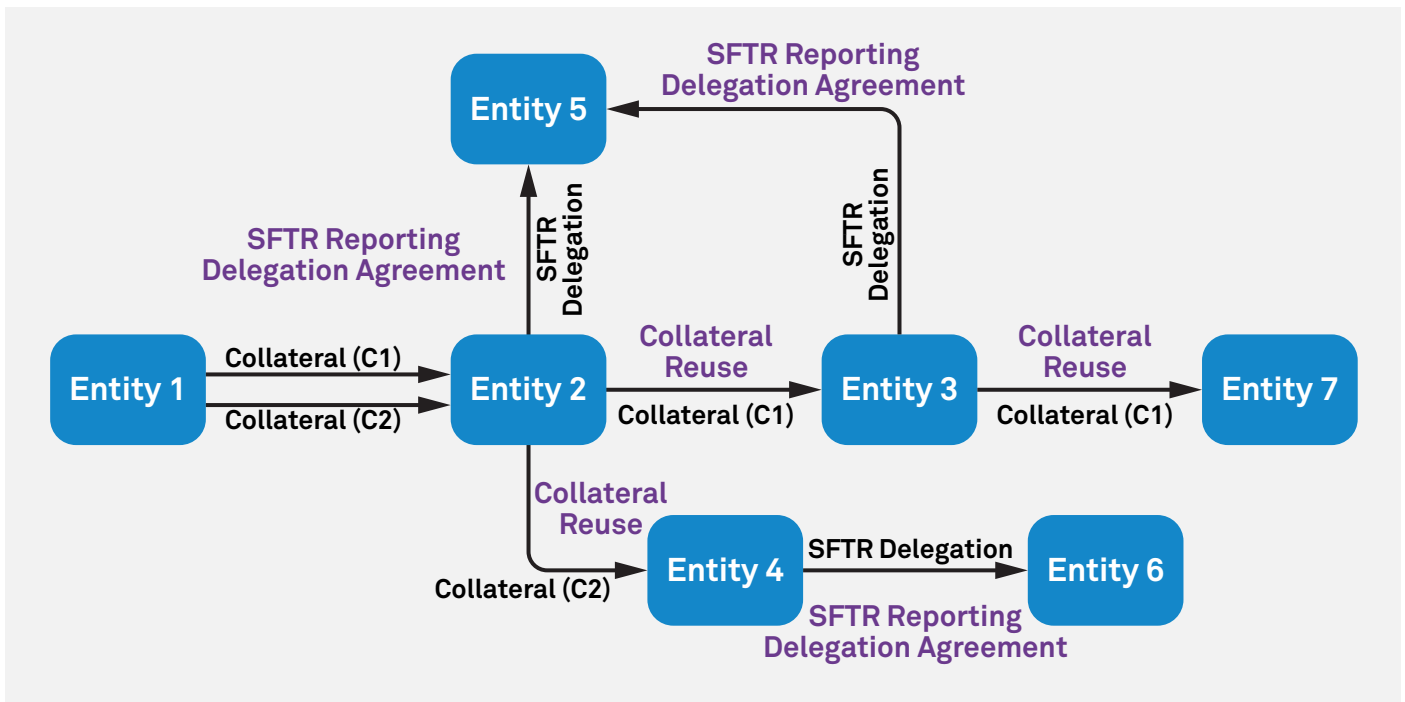 SFTR Reporting
Delegation Agreement
Entity 5
SFTR
Delegation
SFTR
Delegation
SFTR Reporting
Delegation Agreement
Entity 1
Collateral (C1)
Collateral (C2)
Entity 2
Collateral
Reuse
Collateral (C1)
Entity 3
Collateral
Reuse
Collateral (C1)
Entity 7
Collateral
Reuse
Collateral (C2)
Entity 4
SFTR Delegation
Entity 6
SFTR Reporting
Delegation Agreement